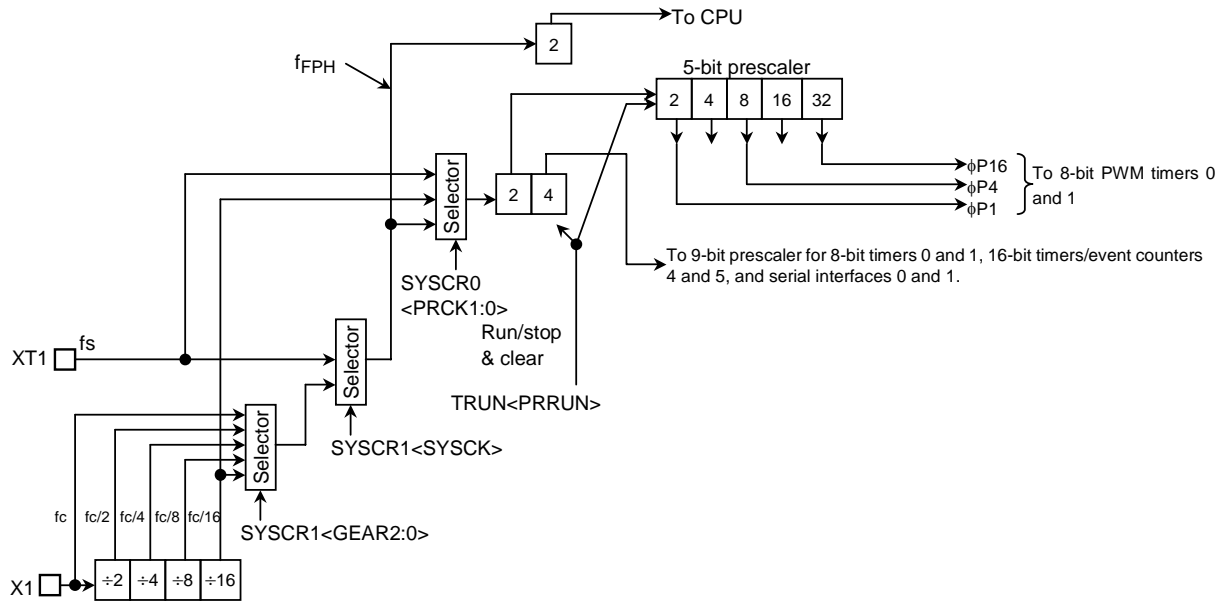 To CPU
2
fFPH
5-bit prescaler
2 4 8 16 32
Selector
2 4
φP16
φP4
φP1
To 8-bit PWM timers 0
and 1
To 9-bit prescaler for 8-bit timers 0 and 1, 16-bit timers/event counters
4 and 5, and serial interfaces 0 and 1.
SYSCR0
<PRCK1:0>
Run/stop
& clear
TRUN<PRRUN>
XT1
fs
Selector
SYSCR1<SYSCK>
Selector
fc fc/2 fc/4 fc/8 fc/16
SYSCR1<GEAR2:0>
X1
÷2 ÷4 ÷8 ÷16